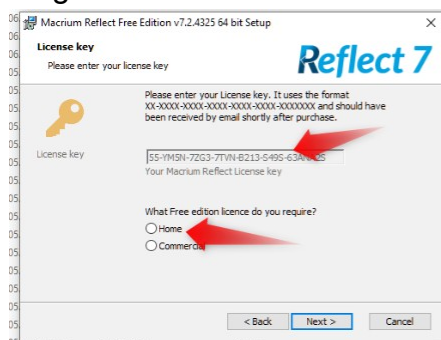 Macrium Reflect Free Edition v7.2.4325 64 bit Setup
License key
Please enter your license key
Reflect 7
Please enter your License key. It uses the format
XX-XXXX-XXXX-XXXX-XXXX-XXXXXXX and should have
been received by email shortly after purchase.
License key
55-YM5N-7ZG3-7TVN-B213-S49S-
Your Macrium Reflect License key
What Free edition licence do you require?
Home
Commercial
< Back
Next >
Cancel